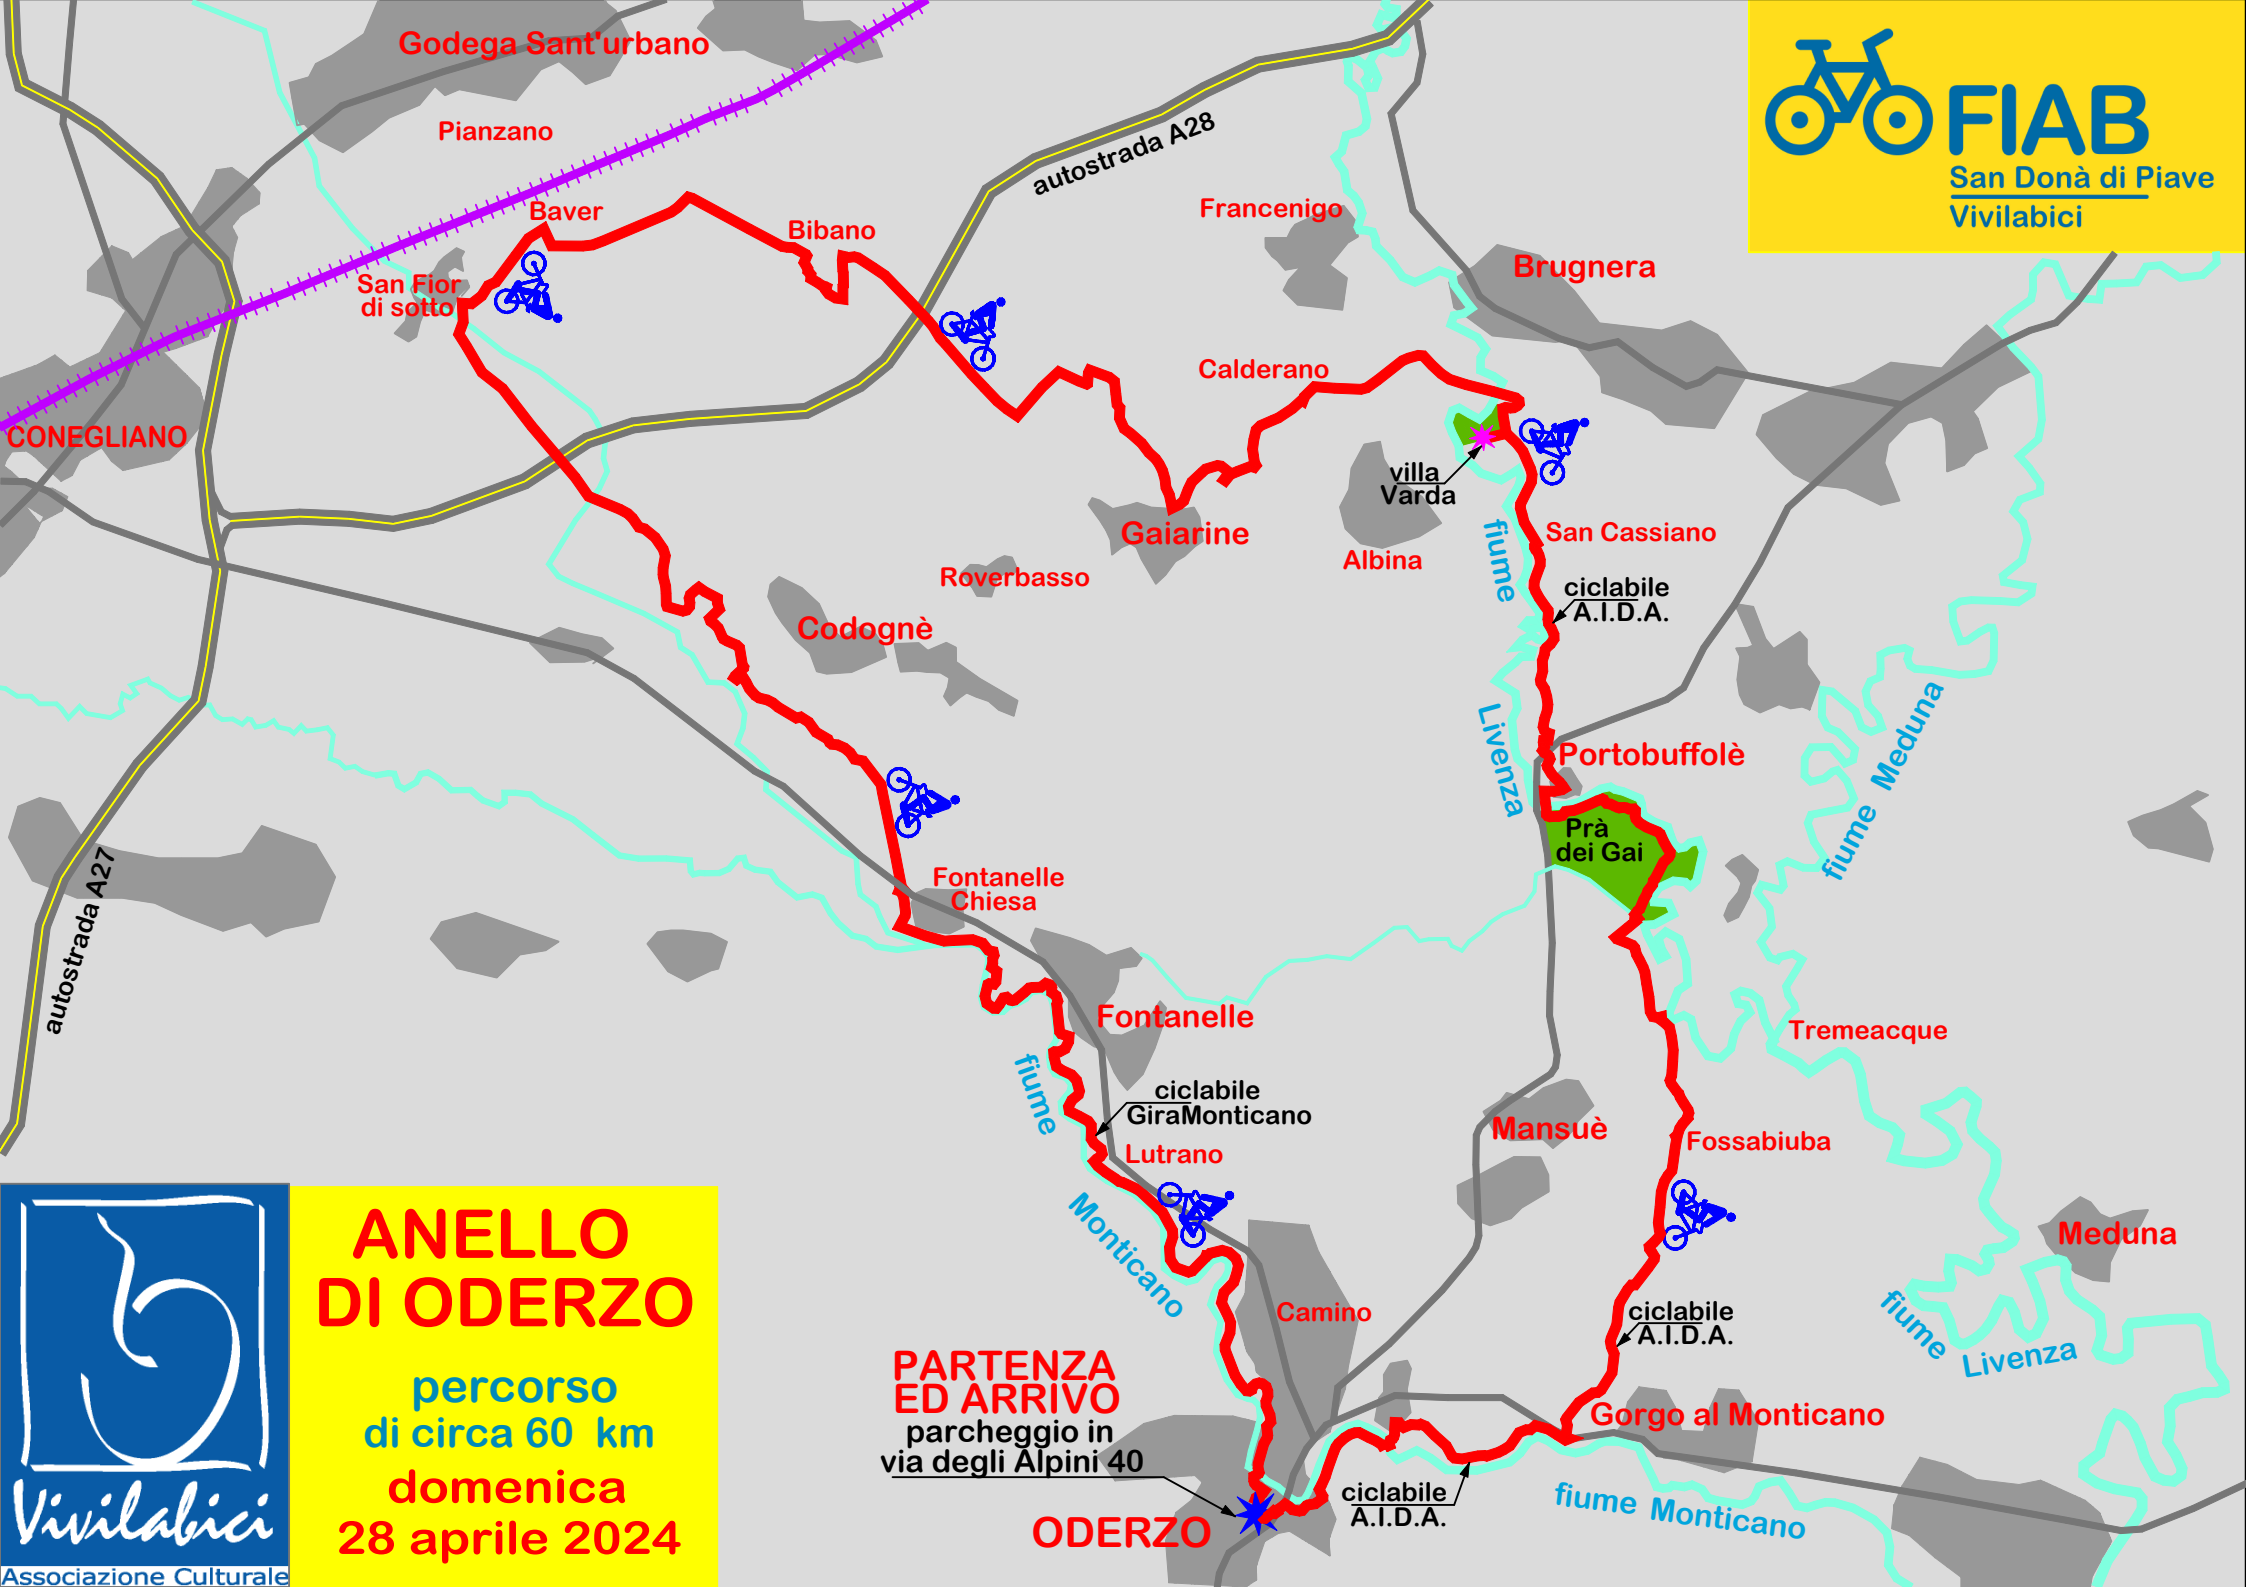 Godega Sant'urbano
Pianzano
autostrada A28
FIAB
San Donà di Piave
Vivilabici
Baver
Bibano
Francenigo
Brugnera
San Fior
di sotto
Calderano
CONEGLIANO
villa
Varda
Gaiarine
Albina
San Cassiano
fiume
Roverbasso
ciclabile
A.I.D.A.
Codognè
Livenza
Portobuffolè
fiume Meduna
Prà
dei Gai
autostrada A27
Fontanelle
Chiesa
Fontanelle
Tremeacque
fiume
ciclabile
GiraMonticano
Mansuè
Fossabiuba
Lutrano
Monticano
Meduna
Camino
ciclabile
A.I.D.A.
fiume
Livenza
ANELLO
DI ODERZO
percorso
di circa 60 km
domenica
28 aprile 2024
Vivilabici
Associazione Culturale
PARTENZA
ED ARRIVO
parcheggio in
via degli Alpini 40
Gorgo al Monticano
ciclabile
A.I.D.A.
fiume Monticano
ODERZO